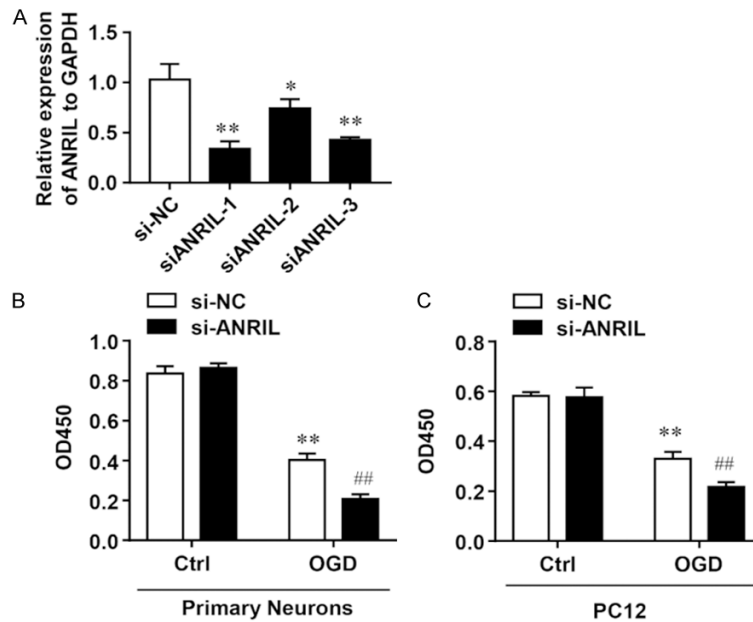 A
Relative expression
of ANRIL to GAPDH
1.5
1.0
0.5
0.0
**
*
**
si-NC
siANRIL-1
siANRIL-2
siANRIL-3
B
si-NC
si-ANRIL
OD450
1.0
0.8
0.6
0.4
0.2
0.0
**
##
Ctrl
OGD
Primary Neurons
C
si-NC
si-ANRIL
OD450
0.8
0.6
0.4
0.2
0.0
**
##
Ctrl
OGD
PC12